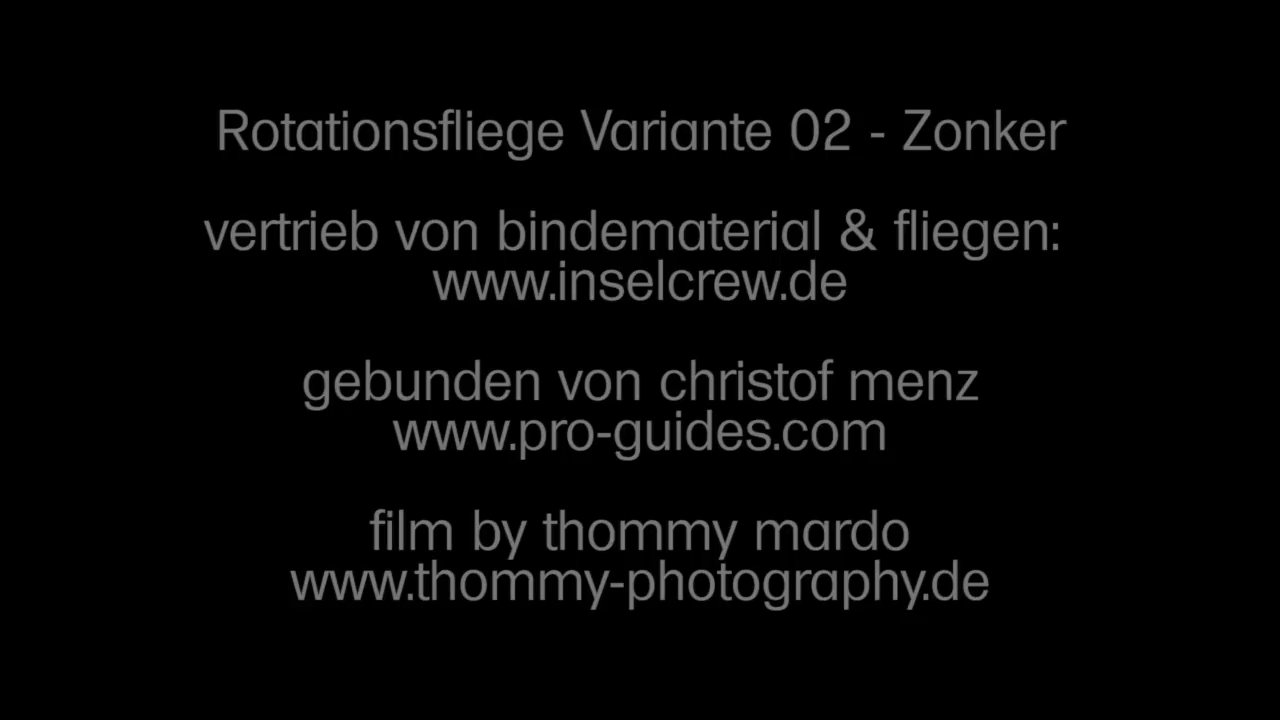 Rotationsfliege Variante 02 - Zonker
vertrieb von bindematerial & fliegen:
www.inselcrew.de
gebunden von christof menz
www.pro-guides.com
film by thommy mardo
www.thommy-photography.de